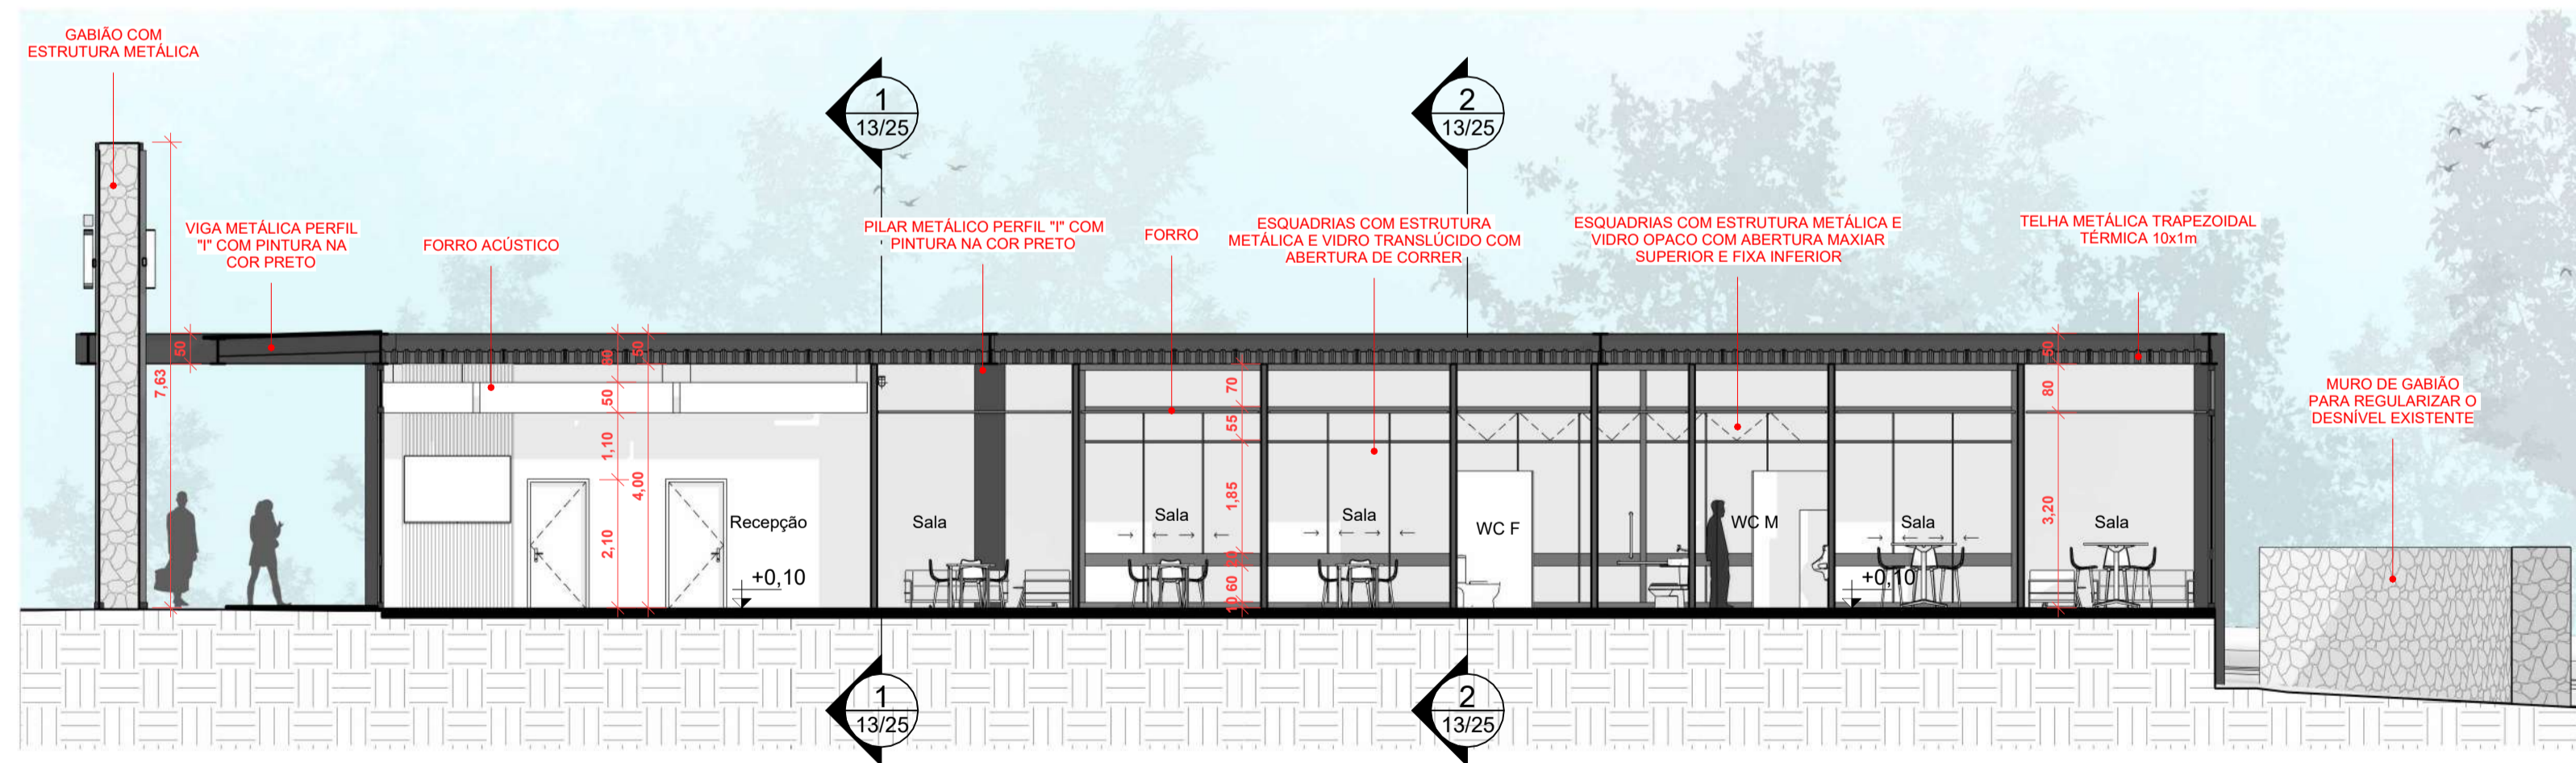 GABIÃO COM
ESTRUTURA METÁLICA
1
13/25
2
13/25
VIGA METÁLICA PERFIL
"I" COM PINTURA NA
COR PRETO
FORRO ACÚSTICO
PILAR METÁLICO PERFIL "I" COM
PINTURA NA COR PRETO
FORRO
ESQUADRIAS COM ESTRUTURA
METÁLICA E VIDRO TRANSLÚCIDO COM
ABERTURA DE CORRER
ESQUADRIAS COM ESTRUTURA METÁLICA E
VIDRO OPACO COM ABERTURA MAXIAR
SUPERIOR E FIXA INFERIOR
TELHA METÁLICA TRAPEZOIDAL
TÉRMICA 10x1m
MURO DE GABIÃO
PARA REGULARIZAR O
DESNÍVEL EXISTENTE
7,63
50
80
50
50
1,10
4,00
2,10
70
55
1,85
20
60
10
50
80
3,20
Recepção
+0,10
Sala
Sala
Sala
WC F
WC M
Sala
+0,10
Sala
1
13/25
2
13/25